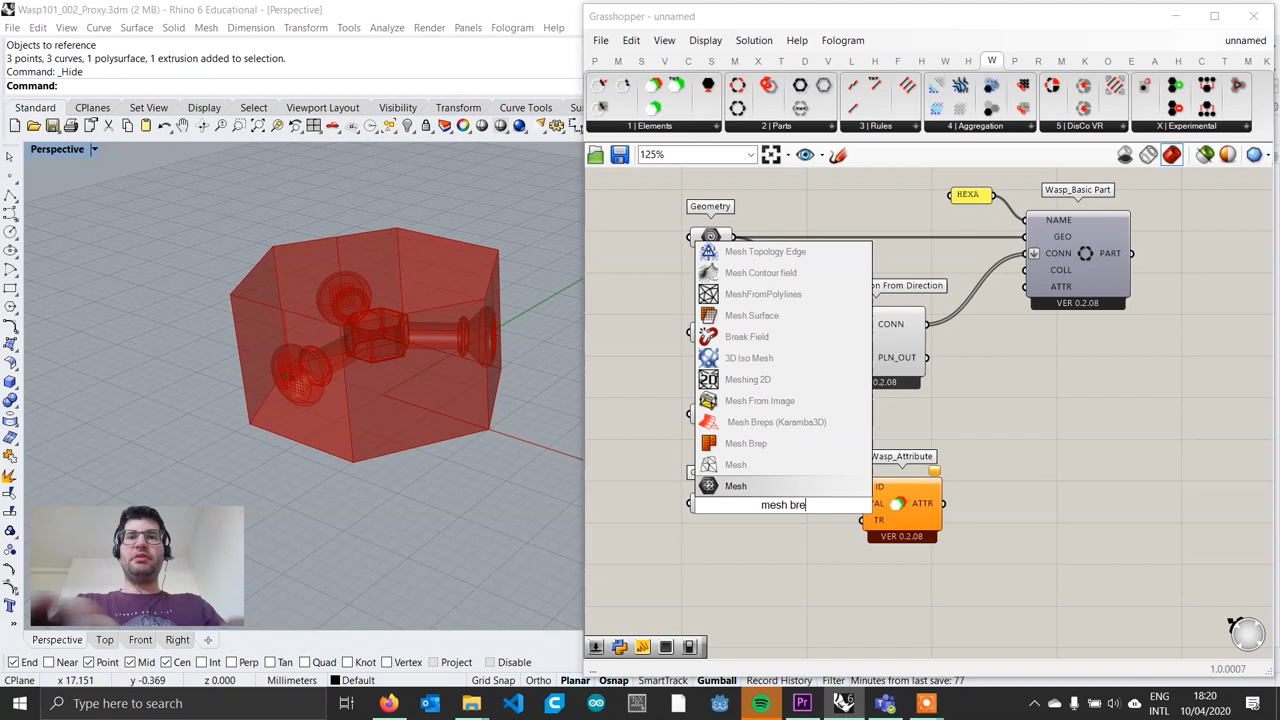 Wasp101_002_Proxy.3dm (2 MB) - Rhino 6 Educational - [Perspective]
File Edit View Curve Surface Solid Mesh Dimension Transform Tools Analyze Render Panels Help
Objects to reference
3 points, 3 curves, 1 polysurface, 1 extrusion added to selection.
Command: _Hide
Command:
Standard CPlanes Set View Display Select Viewport Layout Visibility Transform Curve Tools Su
Perspective
Perspective Top Front Right
End Near Point Mid Cen Int Perp Tan Quad Knot Vertex Project Disable
CPlane x 17.151 y -0.369 z 0.000 Millimeters Default Grid Snap Ortho Planar Osnap SmartTrack Gumball Record History Filter Minutes from last save: 77
Grasshopper - unnamed
File Edit View Display Solution Help Fologram unnamed
P M S V C S M I T D W L K H H E W H W P R B L K C T M K
1 | Elements 2 | Parts 3 | Rules 4 | Aggregation 5 | DisCo VR X | Experimental
125%
Geometry
HEXA
Wasp_Basic Part
NAME
GEO
CONN PART
COLL
ATTR
VER 0.2.08
on From Direction
CONN
PLN_OUT
0.2.08
Mesh Topology Edge
Mesh Contour field
MeshFromPolylines
Mesh Surface
Break Field
3D Iso Mesh
Meshing 2D
Mesh From Image
Mesh Breps (Karamba3D)
Mesh Brep
Mesh
Mesh
mesh bre
Wasp_Attribute
ID
VAL ATTR
TR
VER 0.2.08
...
1.0.0007
Type here to search
ENG
INTL
18:20
10/04/2020